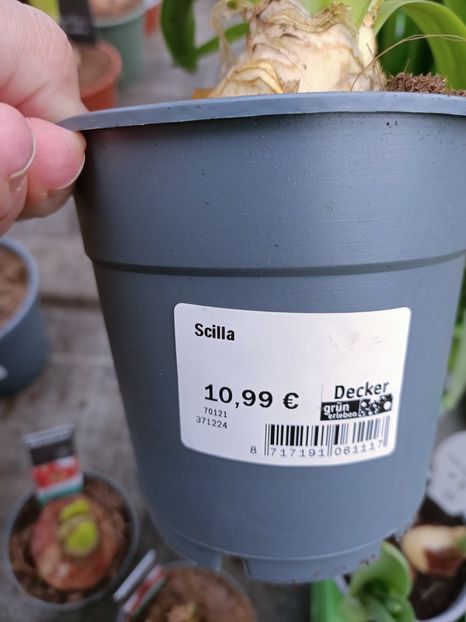 Scilla
10,99 €
Decker
grün
erleben
70121
371224
8 717191 061117